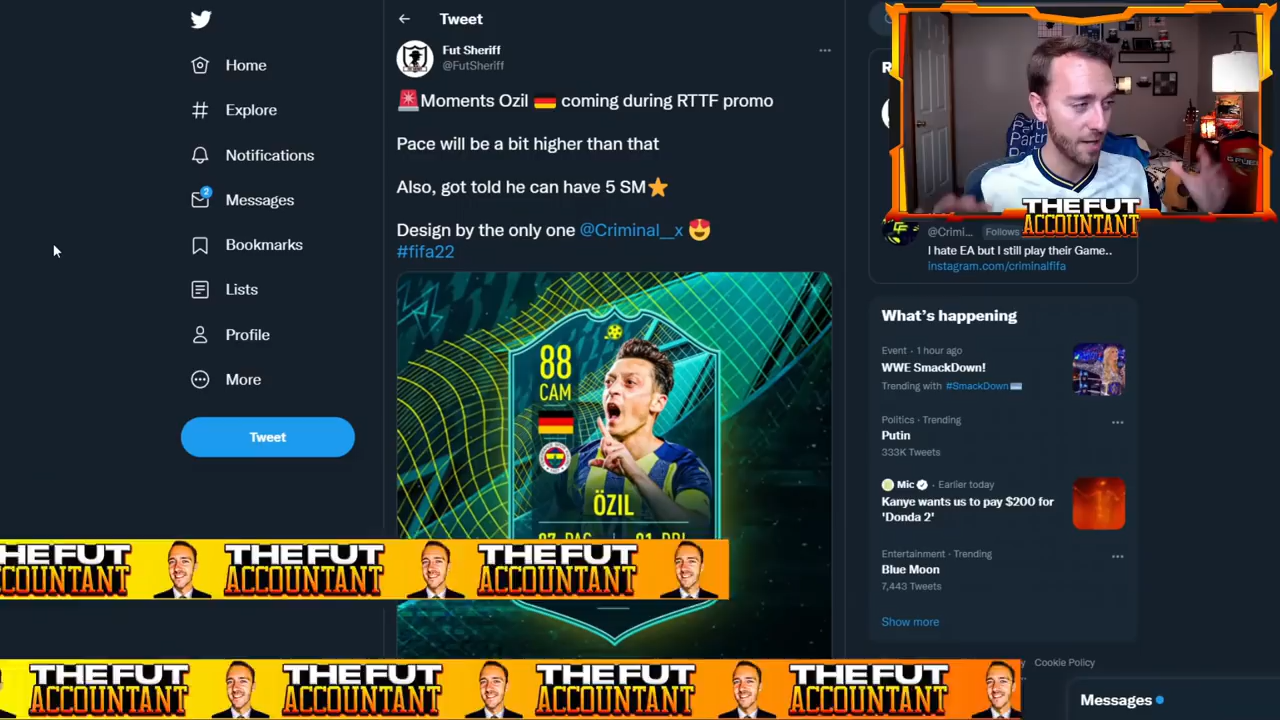 Home
Explore
Notifications
2
Messages
Bookmarks
Lists
Profile
More
Tweet
Tweet
Fut Sheriff
@FutSheriff
Moments Ozil coming during RTTF promo
Pace will be a bit higher than that
Also, got told he can have 5 SM
Design by the only one @Criminal__x
#fifa22
88
CAM
ÖZIL
THE FUT
ACCOUNTANT
@Crimi... Follows
I hate EA but I still play their Game..
instagram.com/criminalfifa
What's happening
Event · 1 hour ago
WWE SmackDown!
Trending with #SmackDown
Politics · Trending
Putin
333K Tweets
Mic · Earlier today
Kanye wants us to pay $200 for
'Donda 2'
Entertainment · Trending
Blue Moon
7,443 Tweets
Show more
Cookie Policy
Messages
THE FUT THE FUT THE FUT
COUNTANT ACCOUNTANT ACCOUNTANT
THE FUT THE FUT THE FUT THE FUT
ACCOUNTANT ACCOUNTANT ACCOUNTANT ACCOUNTANT